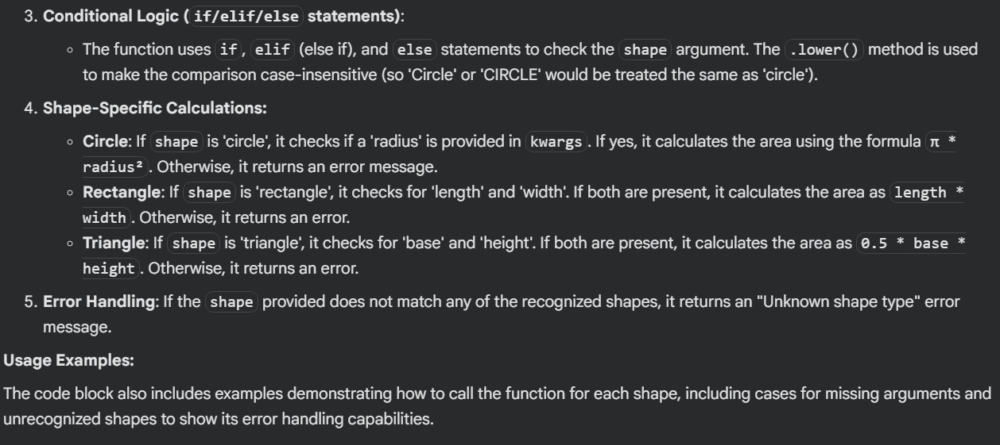 3. Conditional Logic (if/elif/else statements):
○ The function uses if, elif (else if), and else statements to check the shape argument. The .lower() method is used
to make the comparison case-insensitive (so 'Circle' or 'CIRCLE' would be treated the same as 'circle').
4. Shape-Specific Calculations:
○ Circle: If shape is 'circle', it checks if a 'radius' is provided in kwargs. If yes, it calculates the area using the formula π *
radius². Otherwise, it returns an error message.
○ Rectangle: If shape is 'rectangle', it checks for 'length' and 'width'. If both are present, it calculates the area as length *
width. Otherwise, it returns an error.
○ Triangle: If shape is 'triangle', it checks for 'base' and 'height'. If both are present, it calculates the area as 0.5 * base *
height. Otherwise, it returns an error.
5. Error Handling: If the shape provided does not match any of the recognized shapes, it returns an "Unknown shape type" error
message.
Usage Examples:
The code block also includes examples demonstrating how to call the function for each shape, including cases for missing arguments and
unrecognized shapes to show its error handling capabilities.